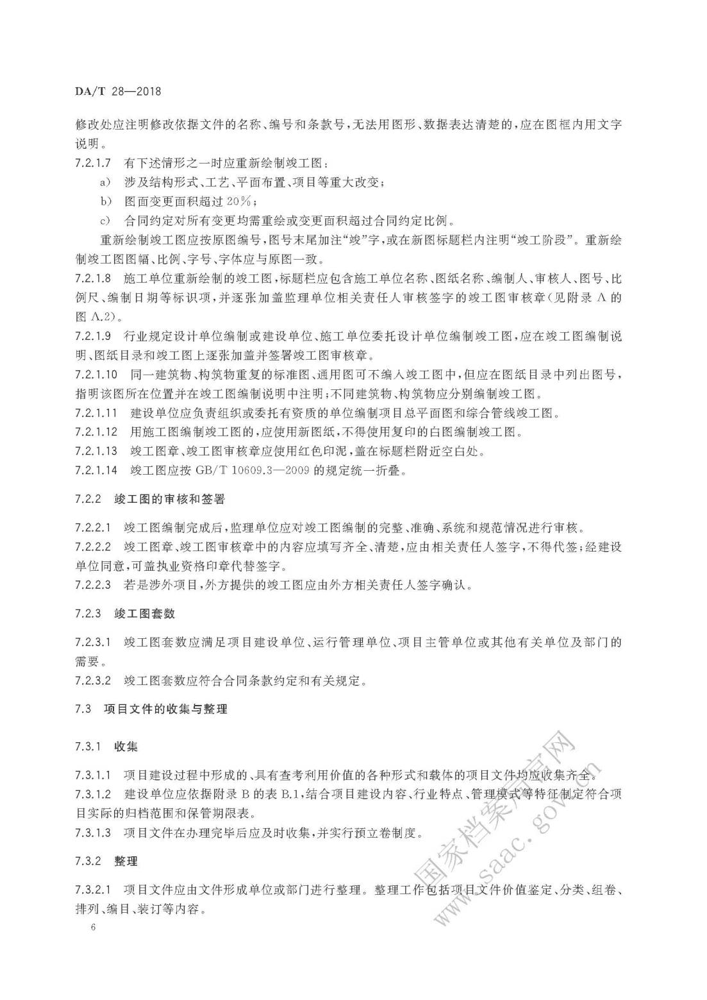 DA/T 28—2018
修改处应注明修改依据文件的名称、编号和条款号,无法用图形、数据表达清楚的,应在图框内用文字
说明。
7.2.1.7 有下述情形之一时应重新绘制竣工图:
a) 涉及结构形式、工艺、平面布置、项目等重大改变;
b) 图面变更面积超过 20%;
c) 合同约定对所有变更均需重绘或变更面积超过合同约定比例。
重新绘制竣工图应按原图编号,图号末尾加注“竣”字,或在新图标题栏内注明“竣工阶段”。重新绘
制竣工图图幅、比例、字号、字体应与原图一致。
7.2.1.8 施工单位重新绘制的竣工图,标题栏应包含施工单位名称、图纸名称、编制人、审核人、图号、比
例尺、编制日期等标识项,并逐张加盖监理单位相关责任人审核签字的竣工图审核章(见附录 A 的
图 A.2)。
7.2.1.9 行业规定设计单位编制或建设单位、施工单位委托设计单位编制竣工图,应在竣工图编制说
明、图纸目录和竣工图上逐张加盖并签署竣工图审核章。
7.2.1.10 同一建筑物、构筑物重复的标准图、通用图可不编入竣工图中,但应在图纸目录中列出图号,
指明该图所在位置并在竣工图编制说明中注明;不同建筑物、构筑物应分别编制竣工图。
7.2.1.11 建设单位应负责组织或委托有资质的单位编制项目总平面图和综合管线竣工图。
7.2.1.12 用施工图编制竣工图的,应使用新图纸,不得使用复印的白图编制竣工图。
7.2.1.13 竣工图章、竣工图审核章应使用红色印泥,盖在标题栏附近空白处。
7.2.1.14 竣工图应按 GB/T 10609.3—2009 的规定统一折叠。
7.2.2 竣工图的审核和签署
7.2.2.1 竣工图编制完成后,监理单位应对竣工图编制的完整、准确、系统和规范情况进行审核。
7.2.2.2 竣工图章、竣工图审核章中的内容应填写齐全、清楚,应由相关责任人签字,不得代签;经建设
单位同意,可盖执业资格印章代替签字。
7.2.2.3 若是涉外项目,外方提供的竣工图应由外方相关责任人签字确认。
7.2.3 竣工图套数
7.2.3.1 竣工图套数应满足项目建设单位、运行管理单位、项目主管单位或其他有关单位及部门的
需要。
7.2.3.2 竣工图套数应符合合同条款约定和有关规定。
7.3 项目文件的收集与整理
7.3.1 收集
7.3.1.1 项目建设过程中形成的、具有查考利用价值的各种形式和载体的项目文件均应收集齐全。
7.3.1.2 建设单位应依据附录 B 的表 B.1,结合项目建设内容、行业特点、管理模式等特征制定符合项
目实际的归档范围和保管期限表。
7.3.1.3 项目文件在办理完毕后应及时收集,并实行预立卷制度。
7.3.2 整理
7.3.2.1 项目文件应由文件形成单位或部门进行整理。整理工作包括项目文件价值鉴定、分类、组卷、
排列、编目、装订等内容。
6
国家档案局官网
www.saac.gov.cn